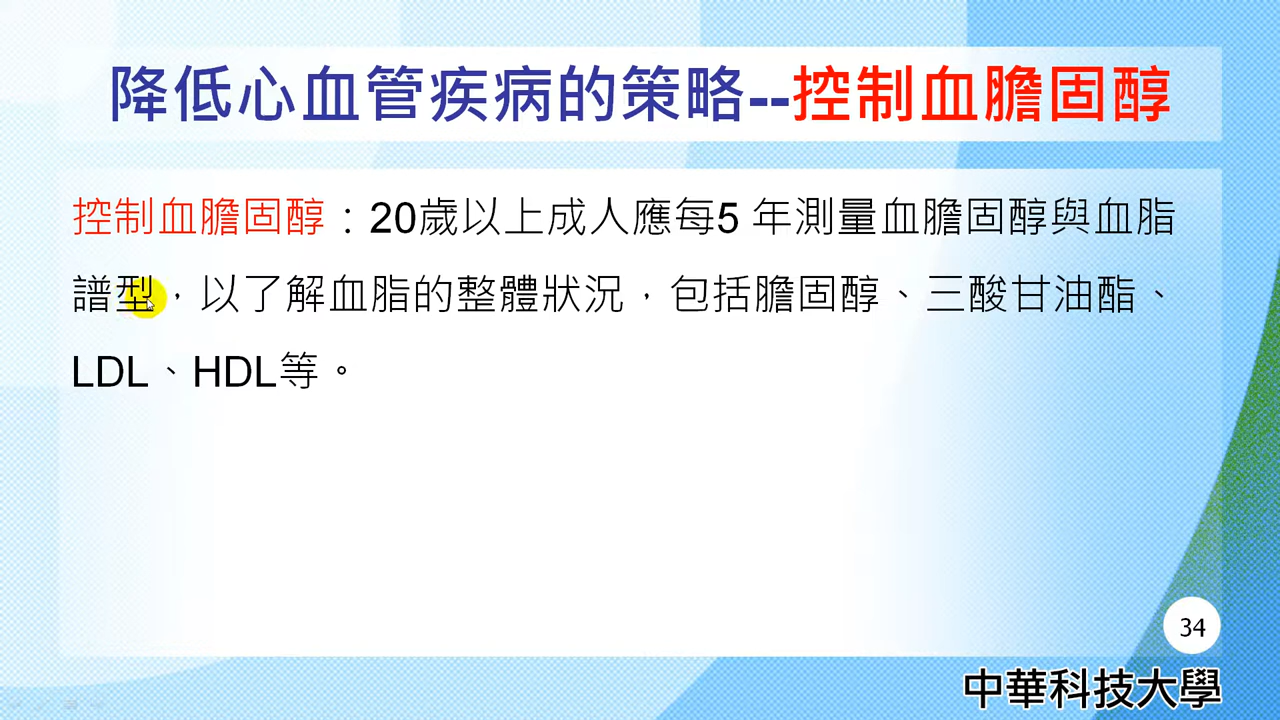 降低心血管疾病的策略--控制血膽固醇
控制血膽固醇：20歲以上成人應每5 年測量血膽固醇與血脂
譜型，以了解血脂的整體狀況，包括膽固醇、三酸甘油酯、
LDL、HDL等。
34
中華科技大學